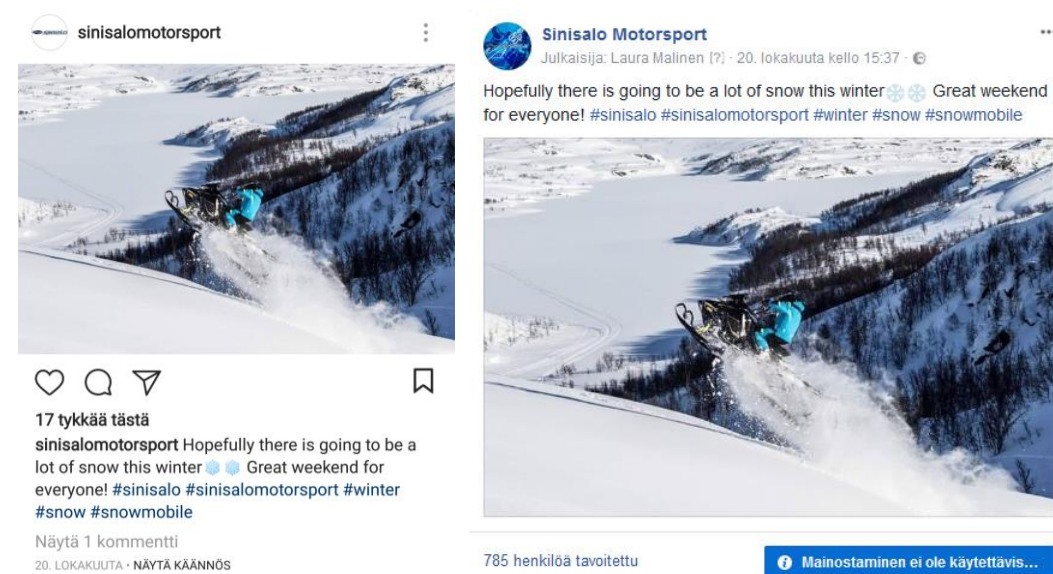 sinisalomotorsport
17 tykkää tästä
sinisalomotorsport Hopefully there is going to be a
lot of snow this winter❄️ ❄️ Great weekend for
everyone! #sinisalo #sinisalomotorsport #winter
#snow #snowmobile
Näytä 1 kommentti
20. LOKAKUUTA • NÄYTÄ KÄÄNNÖS
Sinisalo Motorsport
Julkaisija: Laura Malinen [?] · 20. lokakuuta kello 15:37 ·
Hopefully there is going to be a lot of snow this winter❄️ ❄️ Great weekend
for everyone! #sinisalo #sinisalomotorsport #winter #snow #snowmobile
785 henkilöä tavoitettu
Mainostaminen ei ole käytettävis...